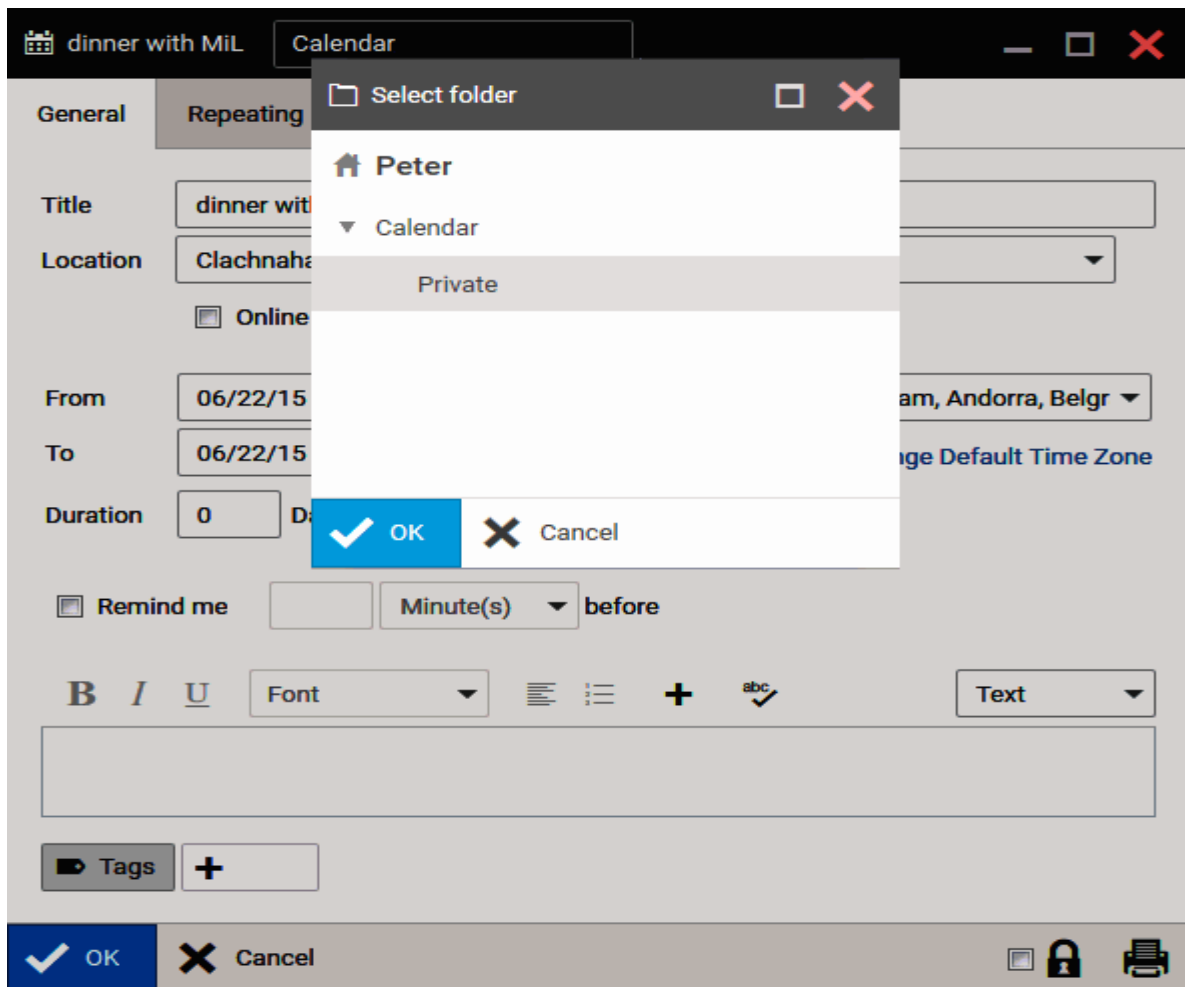 dinner with MiL Calendar
Select folder
General Repeating
Peter
Title dinner wit
Calendar
Location Clachnaha
Private
Online
From 06/22/15 am, Andorra, Belgr
To 06/22/15 nge Default Time Zone
Duration 0 Da
OK Cancel
Remind me Minute(s) before
B I U Font abc Text
Tags
OK Cancel